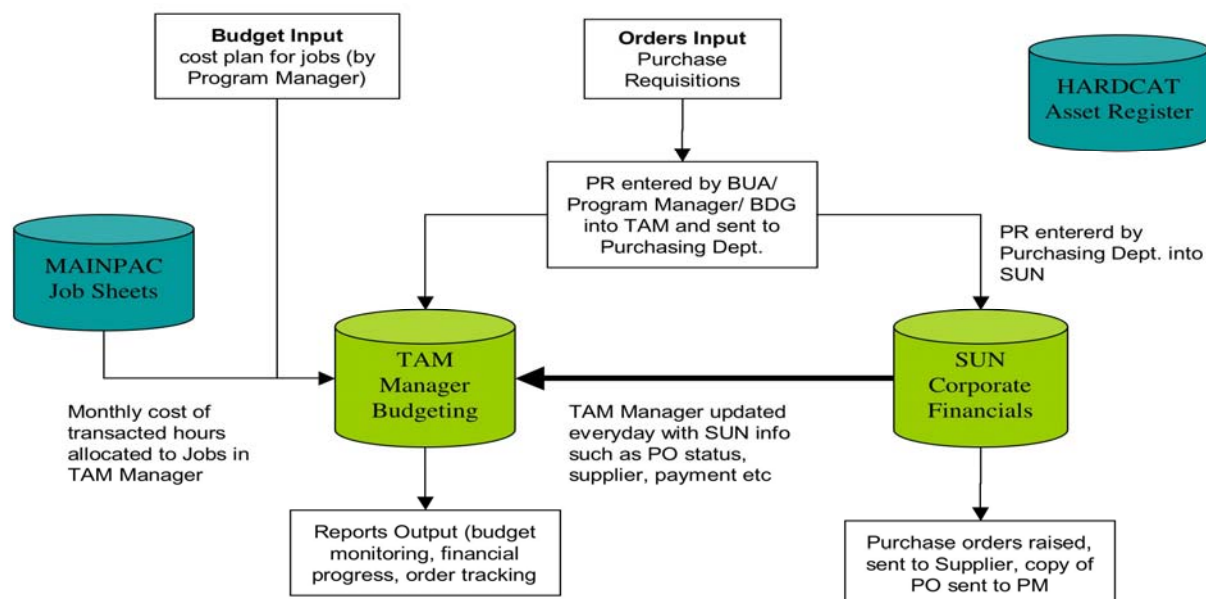 Budget Input
cost plan for jobs (by
Program Manager)
Orders Input
Purchase
Requisitions
HARDCAT
Asset Register
PR entered by BUA/
Program Manager/ BDG
into TAM and sent to
Purchasing Dept.
MAINPAC
Job Sheets
PR entererd by
Purchasing Dept. into
SUN
TAM
Manager
Budgeting
SUN
Corporate
Financials
Monthly cost of
transacted hours
allocated to Jobs in
TAM Manager
TAM Manager updated
everyday with SUN info
such as PO status,
supplier, payment etc
Reports Output (budget
monitoring, financial
progress, order tracking
Purchase orders raised,
sent to Supplier, copy of
PO sent to PM